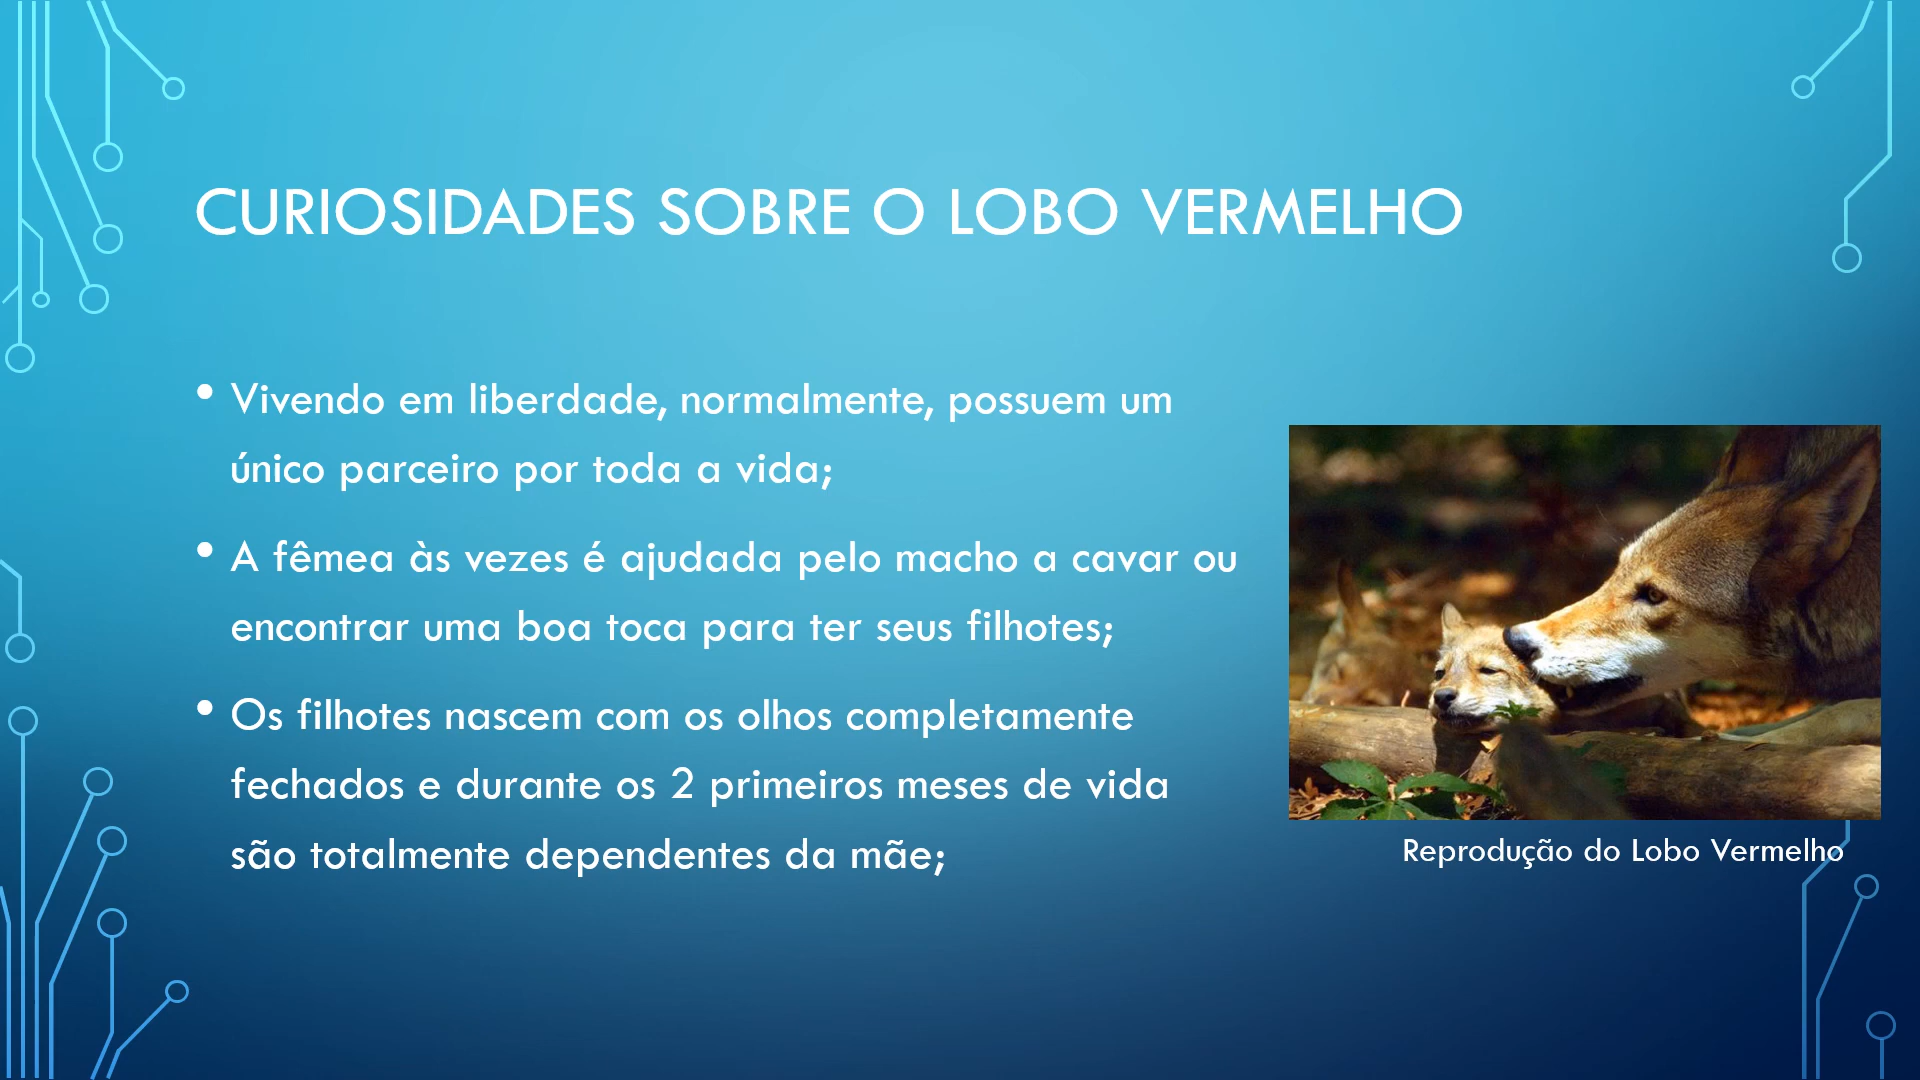 CURIOSIDADES SOBRE O LOBO VERMELHO
• Vivendo em liberdade, normalmente, possuem um
único parceiro por toda a vida;
• A fêmea às vezes é ajudada pelo macho a cavar ou
encontrar uma boa toca para ter seus filhotes;
• Os filhotes nascem com os olhos completamente
fechados e durante os 2 primeiros meses de vida
são totalmente dependentes da mãe;
Reprodução do Lobo Vermelho